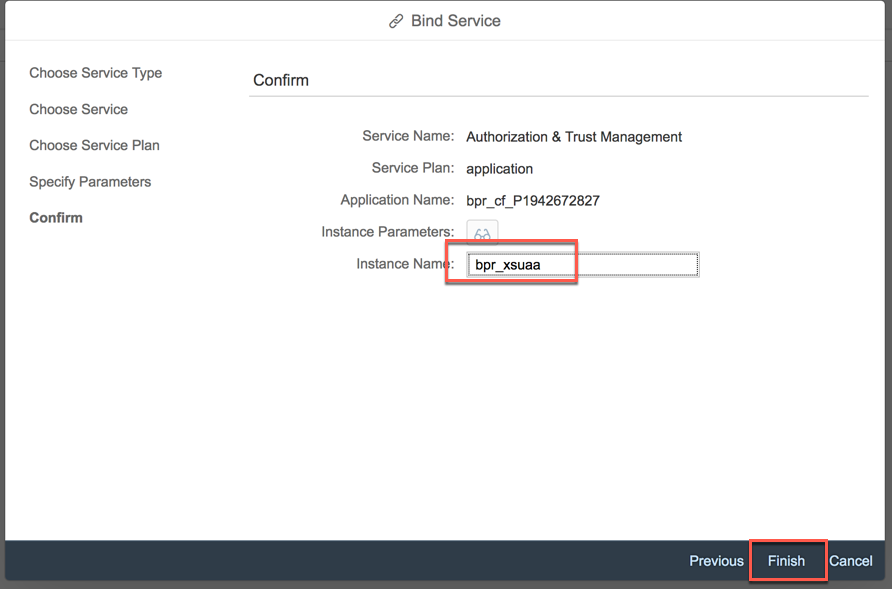 Bind Service
Choose Service Type
Choose Service
Choose Service Plan
Specify Parameters
Confirm
Confirm
Service Name: Authorization & Trust Management
Service Plan: application
Application Name: bpr_cf_P1942672827
Instance Parameters:
Instance Name: bpr_xsuaa
Previous Finish Cancel